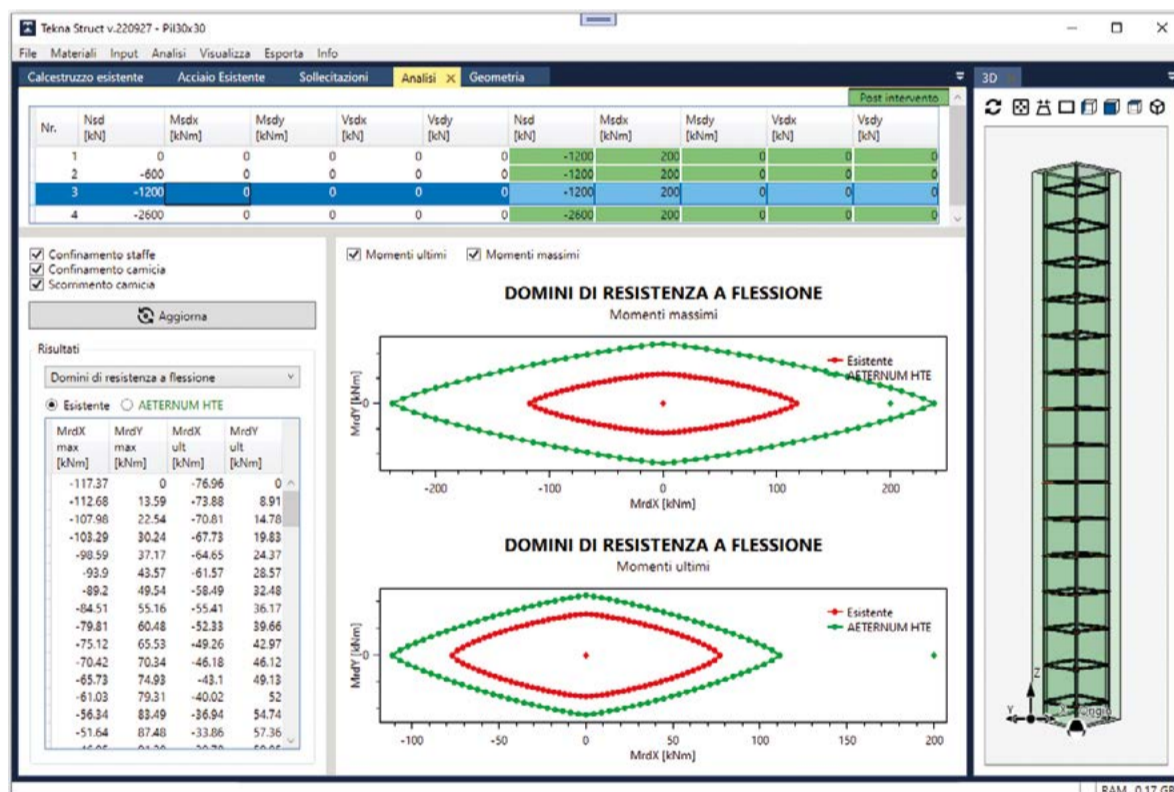 Tekna Struct v.220927 - Pil30x30
File Materiali Input Analisi Visualizza Esporta Info
Calcestruzzo esistente Acciaio Esistente Sollecitazioni Analisi Geometria
3D
Post intervento
Nr. Nsd [kN] Msdx [kNm] Msdy [kNm] Vsdx [kN] Vsdy [kN] Nsd [kN] Msdx [kNm] Msdy [kNm] Vsdx [kN] Vsdy [kN]
1 0 0 0 0 0 -1200 200 0 0 0
2 -600 0 0 0 0 -1200 200 0 0 0
3 -1200 0 0 0 0 -1200 200 0 0 0
4 -2600 0 0 0 0 -2600 200 0 0 0
Confinamento staffe
Confinamento camicia
Scorrimento camicia
Aggiorna
Risultati
Domini di resistenza a flessione
Esistente AETERNUM HTE
MrdX MrdY MrdX MrdY
max max ult ult
[kNm] [kNm] [kNm] [kNm]
-117.37 0 -76.96 0
-112.68 13.59 -73.88 8.91
-107.98 22.54 -70.81 14.78
-103.29 30.24 -67.73 19.83
-98.59 37.17 -64.65 24.37
-93.9 43.57 -61.57 28.57
-89.2 49.54 -58.49 32.48
-84.51 55.16 -55.41 36.17
-79.81 60.48 -52.33 39.66
-75.12 65.53 -49.26 42.97
-70.42 70.34 -46.18 46.12
-65.73 74.93 -43.1 49.13
-61.03 79.31 -40.02 52
-56.34 83.49 -36.94 54.74
-51.64 87.48 -33.86 57.36
Momenti ultimi Momenti massimi
DOMINI DI RESISTENZA A FLESSIONE
Momenti massimi
Esistente
AETERNUM HTE
MrdY [kNm]
0
-200 -100 0 100 200
MrdX [kNm]
DOMINI DI RESISTENZA A FLESSIONE
Momenti ultimi
Esistente
AETERNUM HTE
MrdY [kNm]
0
-100 -50 0 50 100 150 200
MrdX [kNm]
Z
Y
RAM 0.17 GB